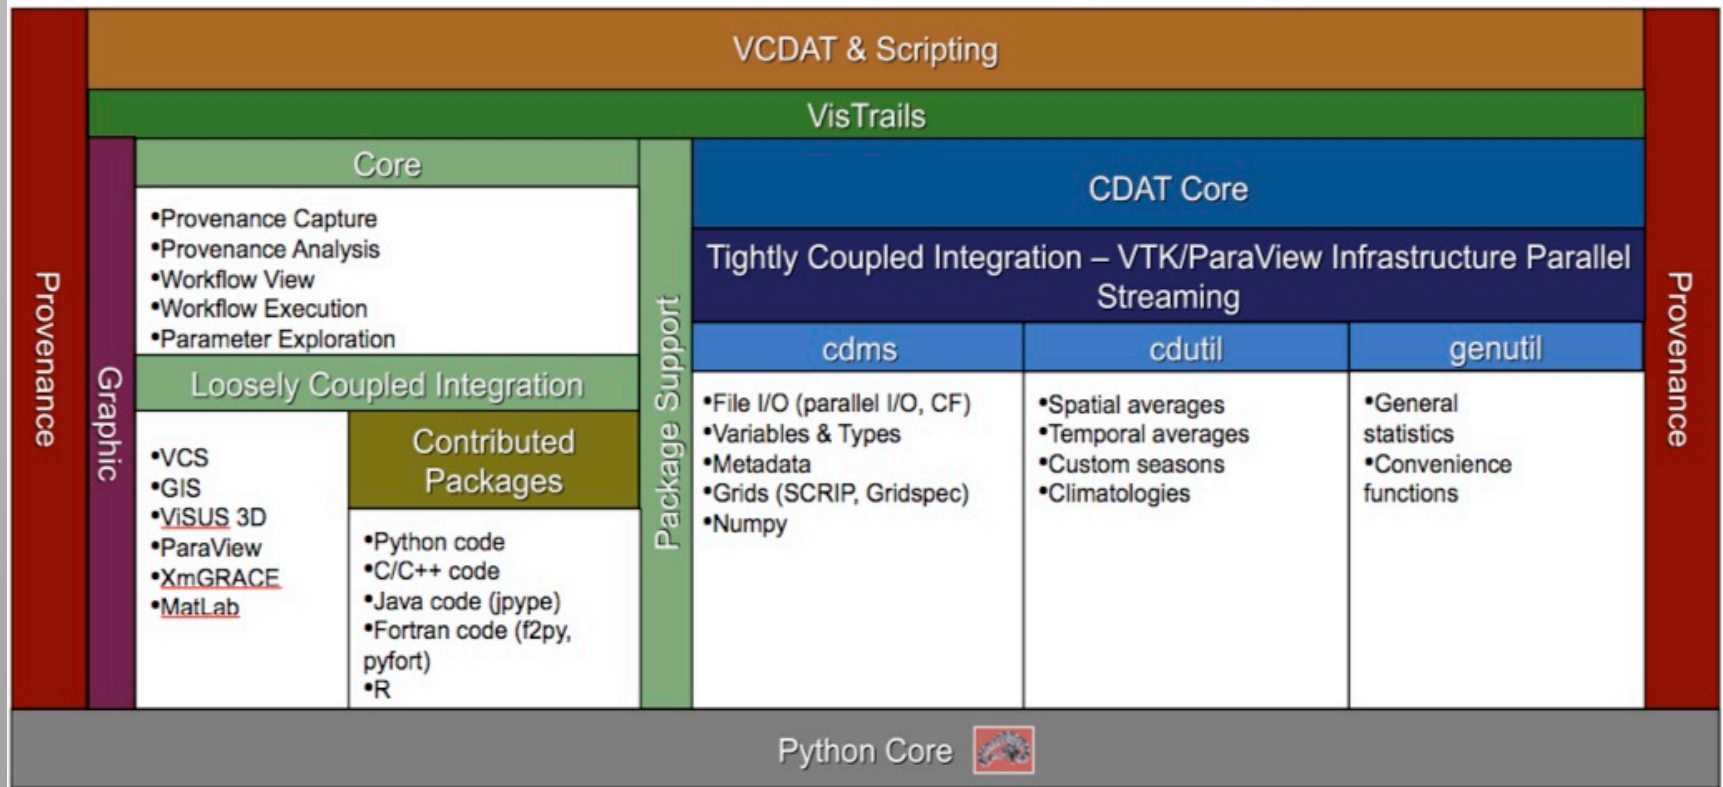 VCDAT & Scripting
VisTrails
Provenance
Graphic
Core
•Provenance Capture
•Provenance Analysis
•Workflow View
•Workflow Execution
•Parameter Exploration
Loosely Coupled Integration
•VCS
•GIS
•ViSUS 3D
•ParaView
•XmGRACE
•MatLab
Contributed
Packages
•Python code
•C/C++ code
•Java code (jpype)
•Fortran code (f2py,
pyfort)
•R
Package Support
CDAT Core
Tightly Coupled Integration – VTK/ParaView Infrastructure Parallel
Streaming
cdms
•File I/O (parallel I/O, CF)
•Variables & Types
•Metadata
•Grids (SCRIP, Gridspec)
•Numpy
cdutil
•Spatial averages
•Temporal averages
•Custom seasons
•Climatologies
genutil
•General
statistics
•Convenience
functions
Provenance
Python Core